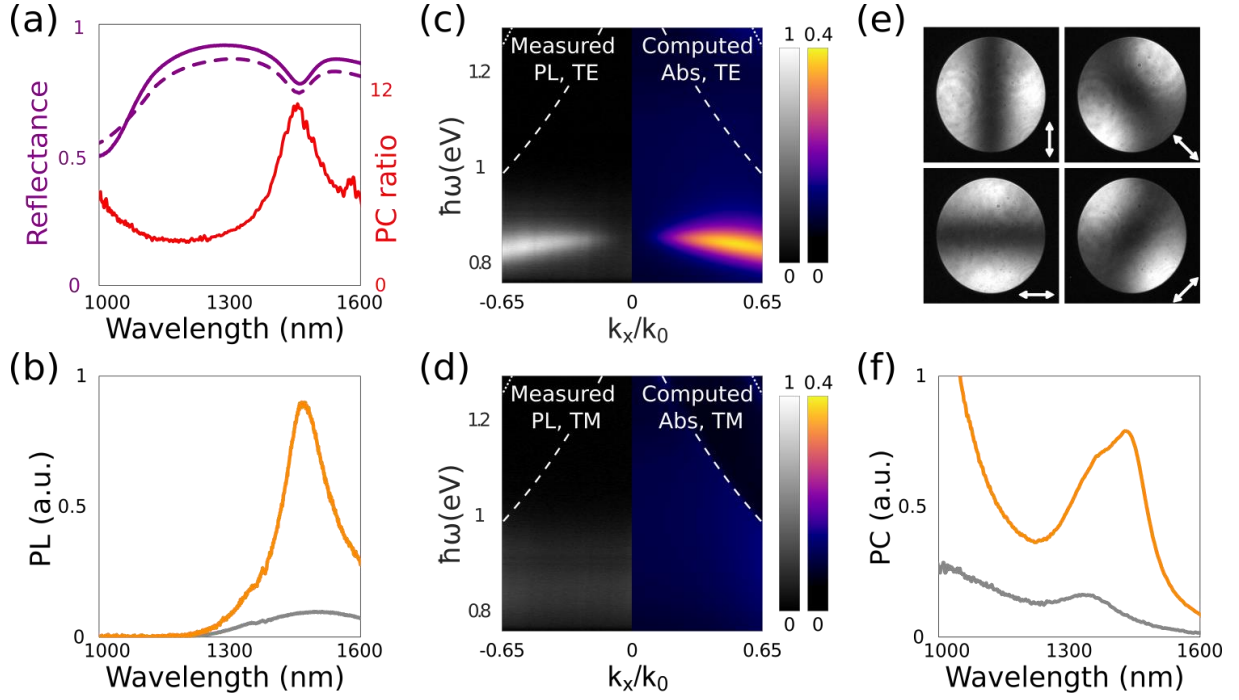 (a)
1
0.5
0
Reflectance
12
0
PC ratio
1000 1300 1600
Wavelength (nm)
(b)
1
0.5
0
PL (a.u.)
1000 1300 1600
Wavelength (nm)
(c)
Measured
PL, TE
Computed
Abs, TE
1.2
1
0.8
ħω(eV)
-0.65 0 0.65
kₓ/k₀
1 0.4
0 0
(d)
Measured
PL, TM
Computed
Abs, TM
1.2
1
0.8
ħω(eV)
-0.65 0 0.65
kₓ/k₀
1 0.4
0 0
(e)
(f)
1
0.5
0
PC (a.u.)
1000 1300 1600
Wavelength (nm)